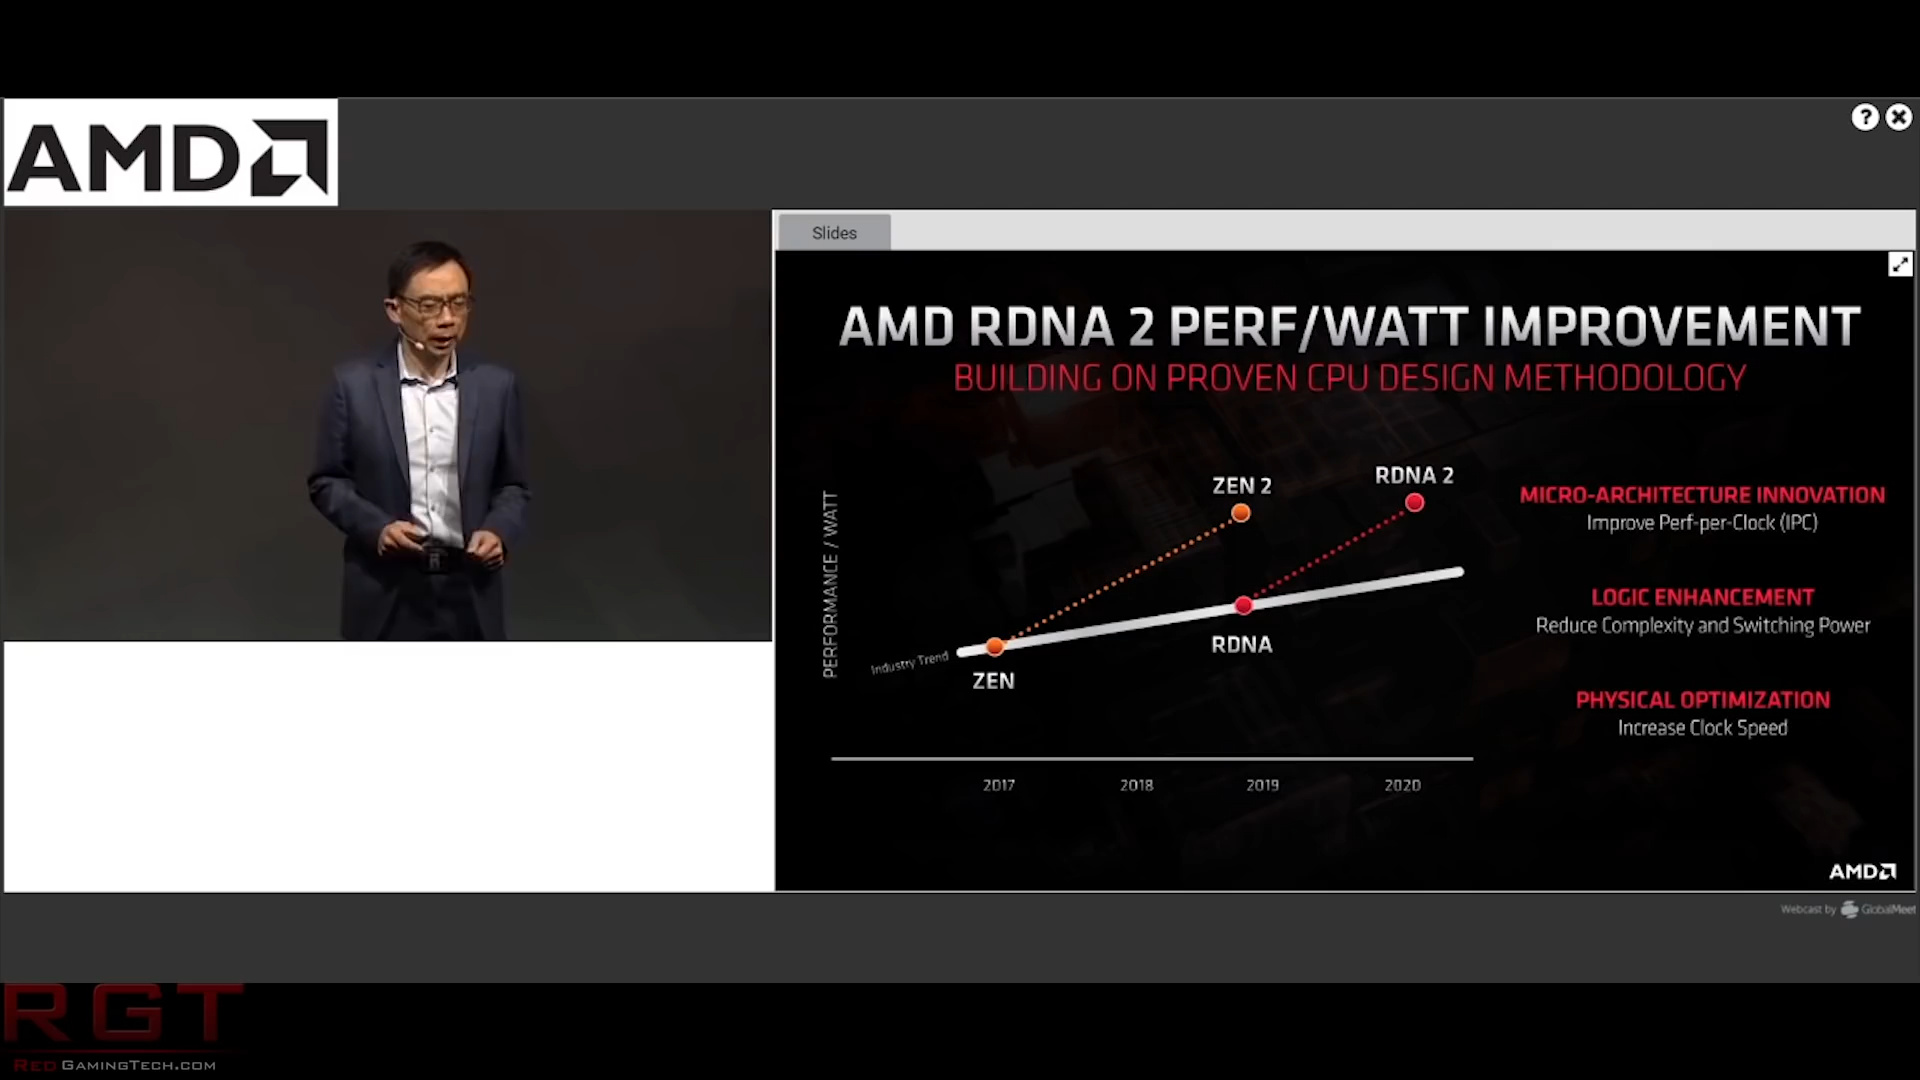 AMD
Slides
AMD RDNA 2 PERF/WATT IMPROVEMENT
BUILDING ON PROVEN CPU DESIGN METHODOLOGY
PERFORMANCE / WATT
Industry Trend
ZEN
ZEN 2
RDNA
RDNA 2
2017
2018
2019
2020
MICRO-ARCHITECTURE INNOVATION
Improve Perf-per-Clock (IPC)
LOGIC ENHANCEMENT
Reduce Complexity and Switching Power
PHYSICAL OPTIMIZATION
Increase Clock Speed
AMD
Webcast by GlobalMeet
RGT
REDGAMINGTECH.COM